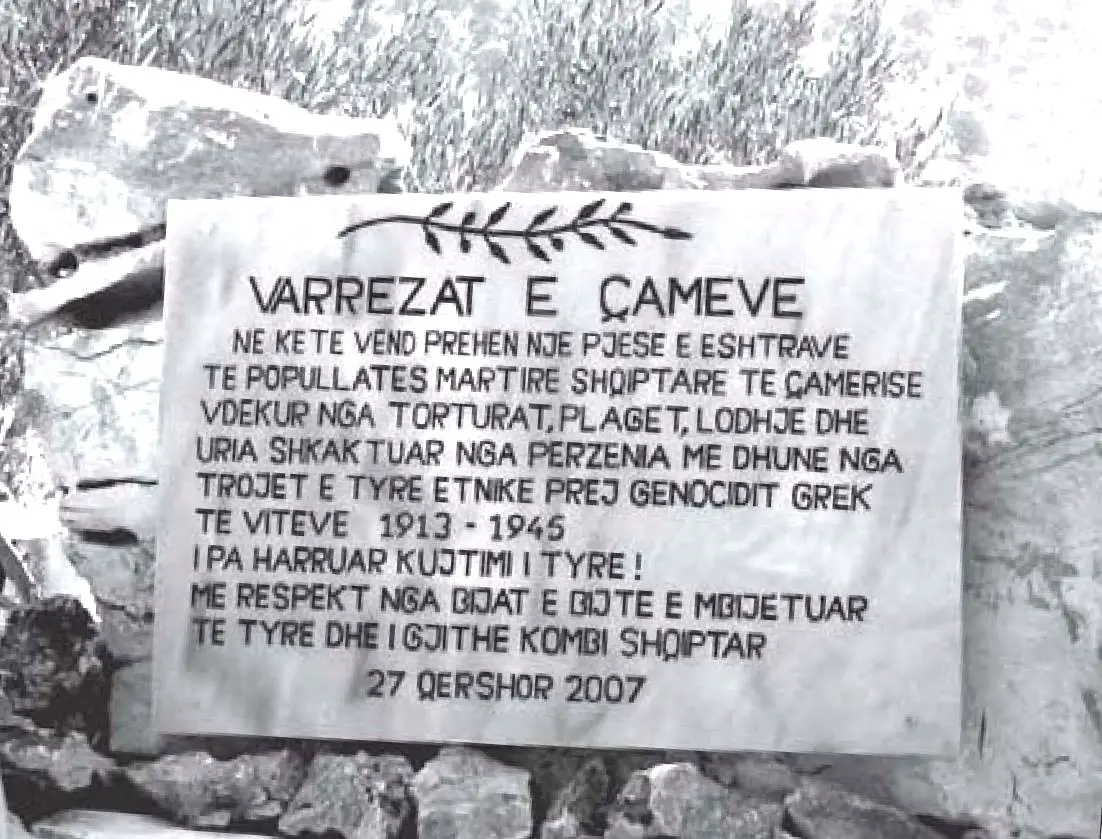 VARREZAT E ÇAMEVE
NE KETE VEND PREHEN NJE PJESE E ESHTRAVE
TE POPULLATES MARTIRE SHQIPTARE TE ÇAMERISE
VDEKUR NGA TORTURAT, PLAGET, LODHJE DHE
URIA SHKAKTUAR NGA PERZENIA ME DHUNE NGA
TROJET E TYRE ETNIKE PREJ GENOCIDIT GREK
TE VITEVE 1913 - 1945
I PA HARRUAR KUJTIMI I TYRE !
ME RESPEKT NGA BIJAT E BIJTE E MBIJETUAR
TE TYRE DHE I GJITHE KOMBI SHQIPTAR
27 QERSHOR 2007